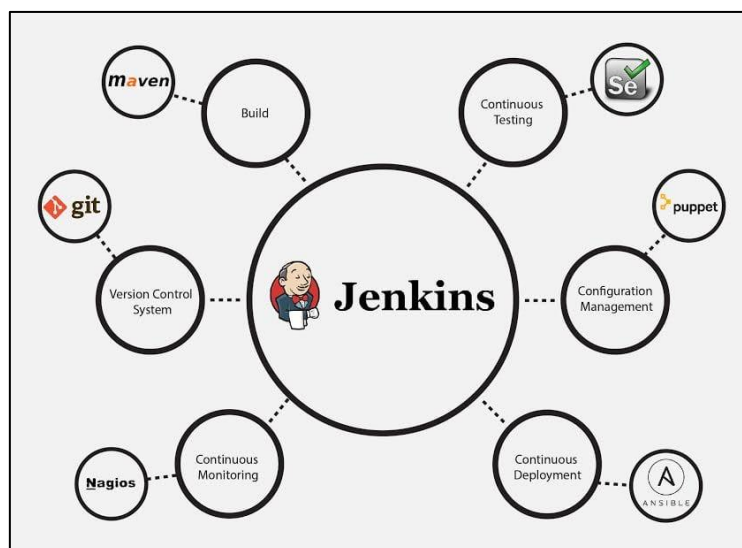 maven
Build
Continuous
Testing
Se
git
puppet
Version Control
System
Jenkins
Configuration
Management
Nagios
Continuous
Monitoring
Continuous
Deployment
A
ANSIBLE